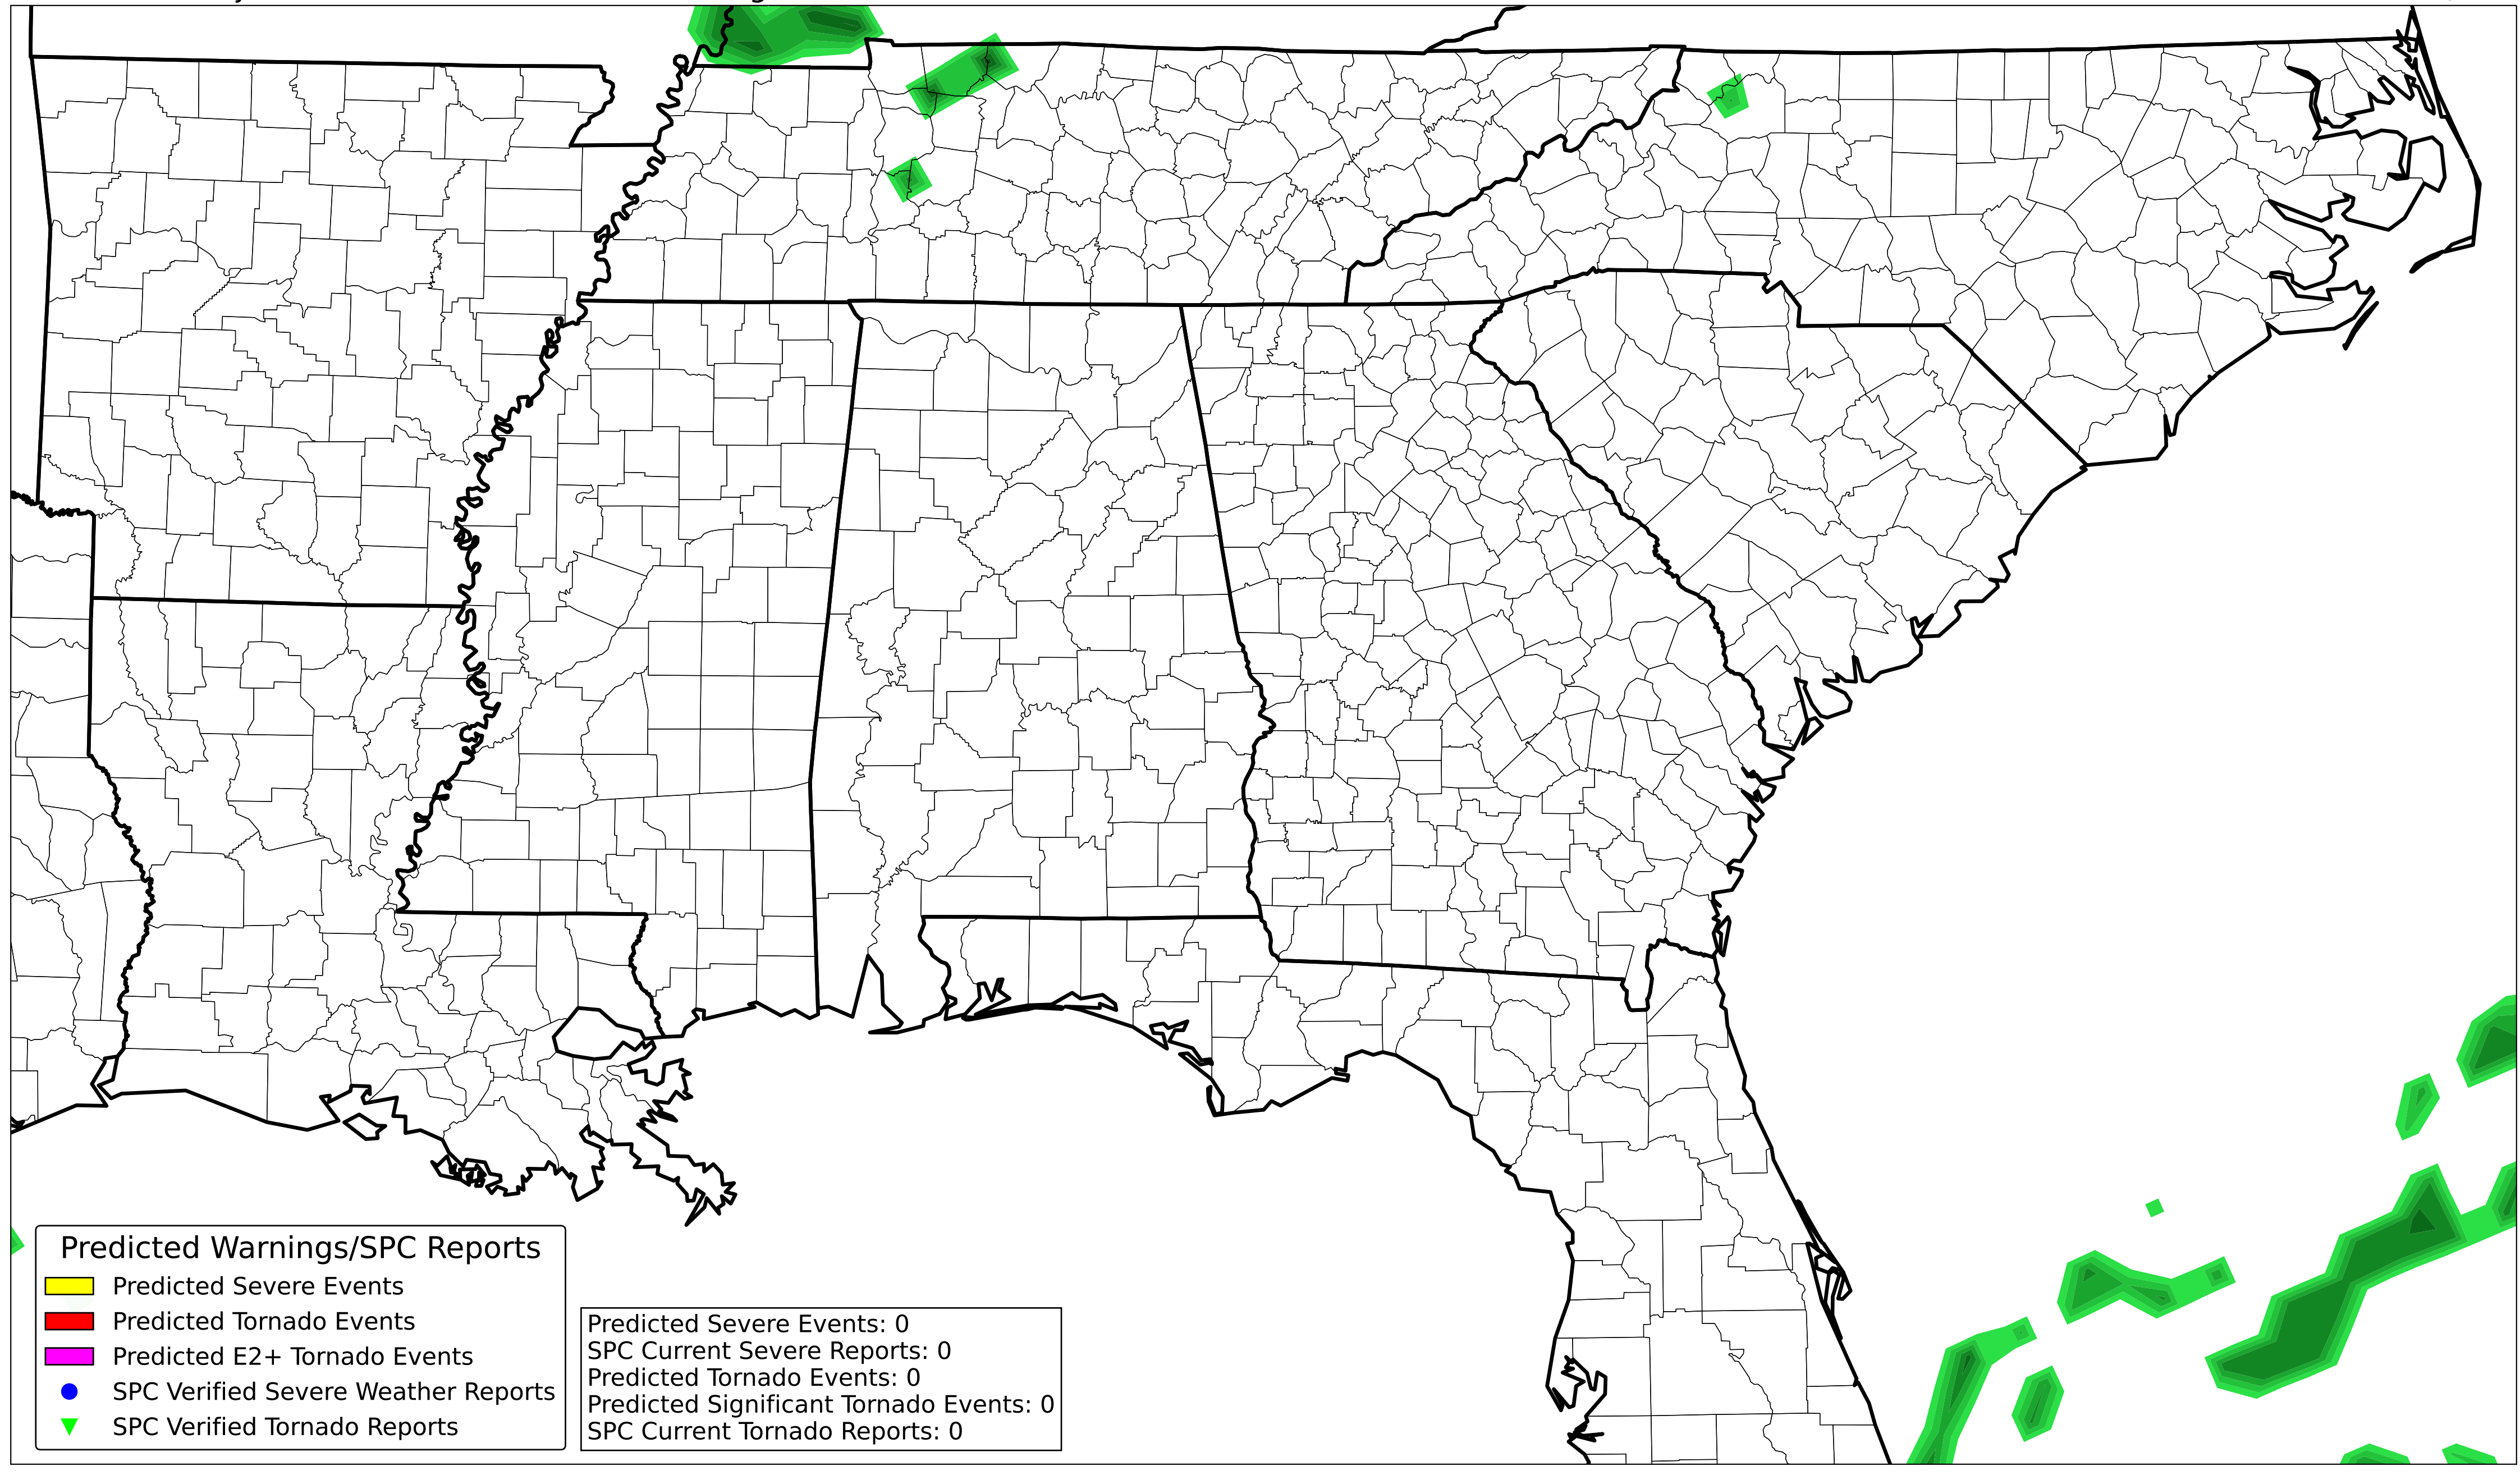 Predicted Warnings/SPC Reports
Predicted Severe Events
Predicted Tornado Events
Predicted E2+ Tornado Events
SPC Verified Severe Weather Reports
SPC Verified Tornado Reports
Predicted Severe Events: 0
SPC Current Severe Reports: 0
Predicted Tornado Events: 0
Predicted Significant Tornado Events: 0
SPC Current Tornado Reports: 0